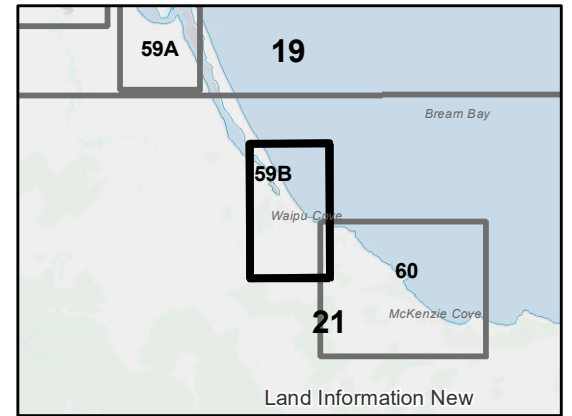 59A
19
Bream Bay
59B
Waipu Cove
60
McKenzie Cove
21
Land Information New